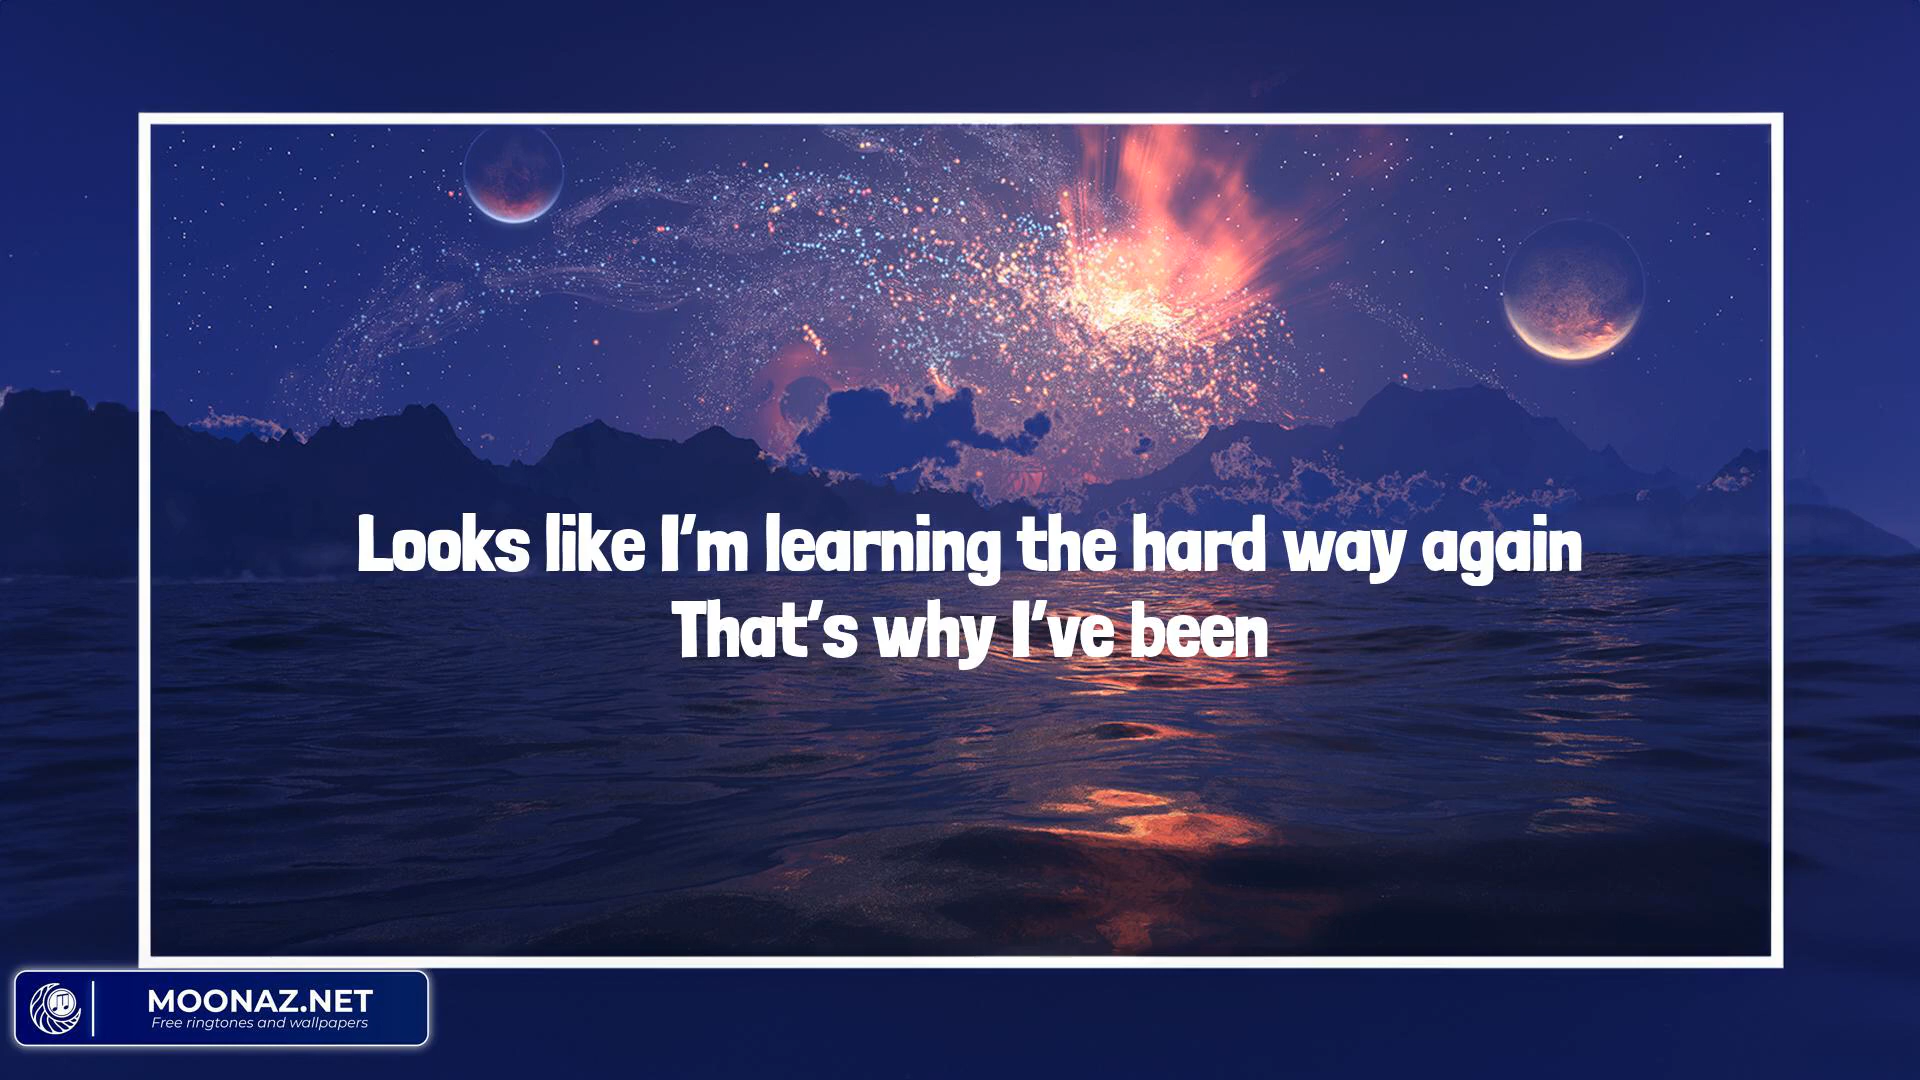 Looks like I'm learning the hard way again
That's why I've been
MOONAZ.NET
Free ringtones and wallpapers